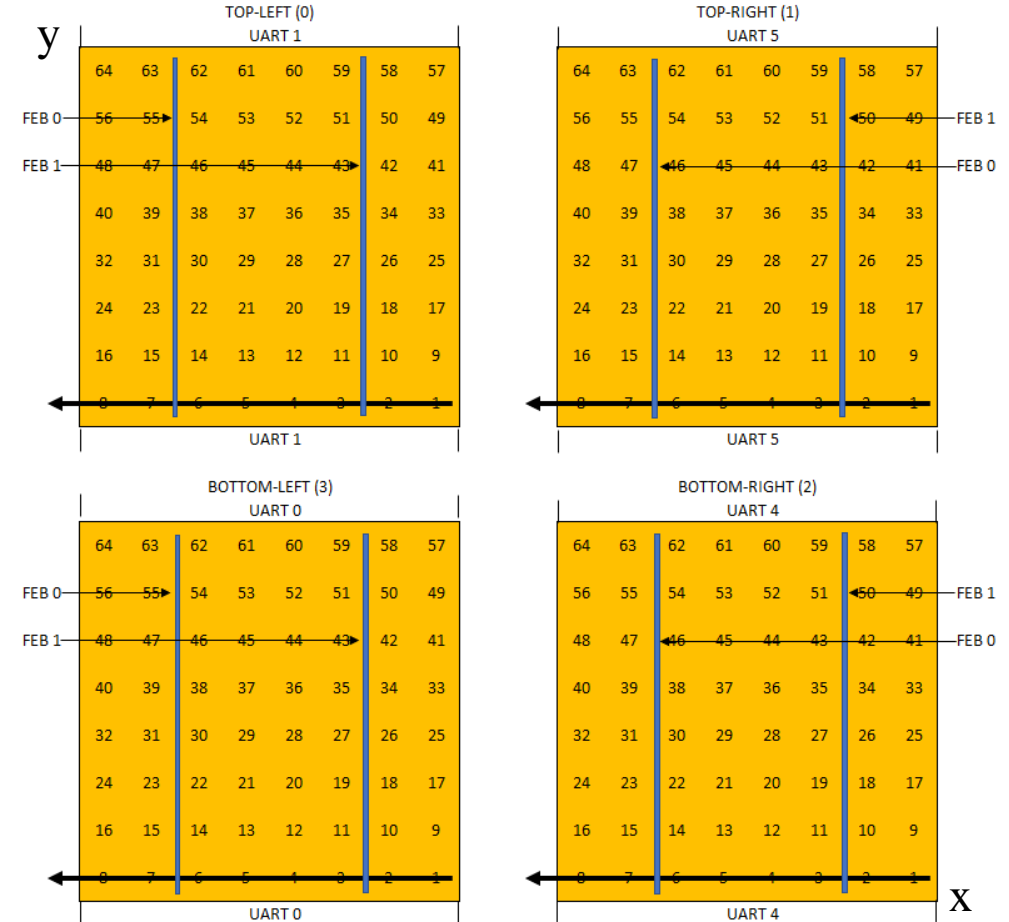 TOP-LEFT (0) TOP-RIGHT (1)
y UART 1 UART 5
64 63 62 61 60 59 58 57 64 63 62 61 60 59 58 57
FEB 0 56 55 54 53 52 51 50 49 56 55 54 53 52 51 50 49 FEB 1
FEB 1 48 47 46 45 44 43 42 41 48 47 46 45 44 43 42 41 FEB 0
40 39 38 37 36 35 34 33 40 39 38 37 36 35 34 33
32 31 30 29 28 27 26 25 32 31 30 29 28 27 26 25
24 23 22 21 20 19 18 17 24 23 22 21 20 19 18 17
16 15 14 13 12 11 10 9 16 15 14 13 12 11 10 9
8 7 6 5 4 3 2 1 8 7 6 5 4 3 2 1
UART 1 UART 5
BOTTOM-LEFT (3) BOTTOM-RIGHT (2)
UART 0 UART 4
64 63 62 61 60 59 58 57 64 63 62 61 60 59 58 57
FEB 0 56 55 54 53 52 51 50 49 56 55 54 53 52 51 50 49 FEB 1
FEB 1 48 47 46 45 44 43 42 41 48 47 46 45 44 43 42 41 FEB 0
40 39 38 37 36 35 34 33 40 39 38 37 36 35 34 33
32 31 30 29 28 27 26 25 32 31 30 29 28 27 26 25
24 23 22 21 20 19 18 17 24 23 22 21 20 19 18 17
16 15 14 13 12 11 10 9 16 15 14 13 12 11 10 9
8 7 6 5 4 3 2 1 8 7 6 5 4 3 2 1 x
UART 0 UART 4